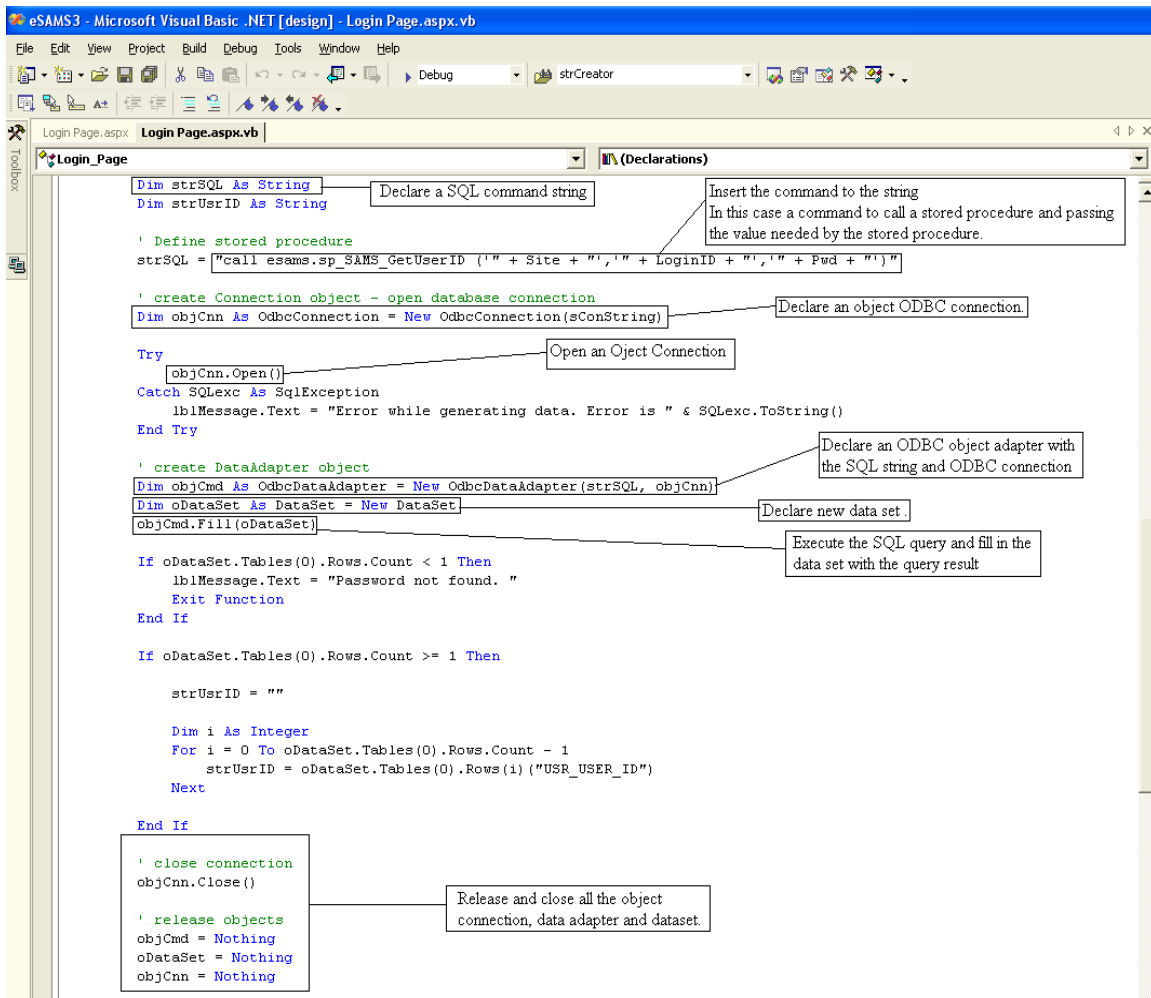 eSAMS3 - Microsoft Visual Basic .NET [design] - Login Page.aspx.vb
File Edit View Project Build Debug Tools Window Help
Debug strCreator
Login Page.aspx Login Page.aspx.vb
Toolbox
Login_Page (Declarations)
Dim strSQL As String
Declare a SQL command string
Dim strUsrID As String
Insert the command to the string
In this case a command to call a stored procedure and passing
the value needed by the stored procedure.
' Define stored procedure
strSQL = "call esams.sp_SAMS_GetUserID ('" + Site + "','" + LoginID + "','" + Pwd + "')"
' create Connection object - open database connection
Dim objCnn As OdbcConnection = New OdbcConnection(sConString)
Declare an object ODBC connection.
Try
Open an Oject Connection
objCnn.Open()
Catch SQLexc As SqlException
lblMessage.Text = "Error while generating data. Error is " & SQLexc.ToString()
End Try
Declare an ODBC object adapter with
the SQL string and ODBC connection
' create DataAdapter object
Dim objCmd As OdbcDataAdapter = New OdbcDataAdapter(strSQL, objCnn)
Dim oDataSet As DataSet = New DataSet
Declare new data set .
objCmd.Fill(oDataSet)
Execute the SQL query and fill in the
data set with the query result
If oDataSet.Tables(0).Rows.Count < 1 Then
lblMessage.Text = "Password not found. "
Exit Function
End If
If oDataSet.Tables(0).Rows.Count >= 1 Then
strUsrID = ""
Dim i As Integer
For i = 0 To oDataSet.Tables(0).Rows.Count - 1
strUsrID = oDataSet.Tables(0).Rows(i)("USR_USER_ID")
Next
End If
' close connection
objCnn.Close()
Release and close all the object
connection, data adapter and dataset.
' release objects
objCmd = Nothing
oDataSet = Nothing
objCnn = Nothing